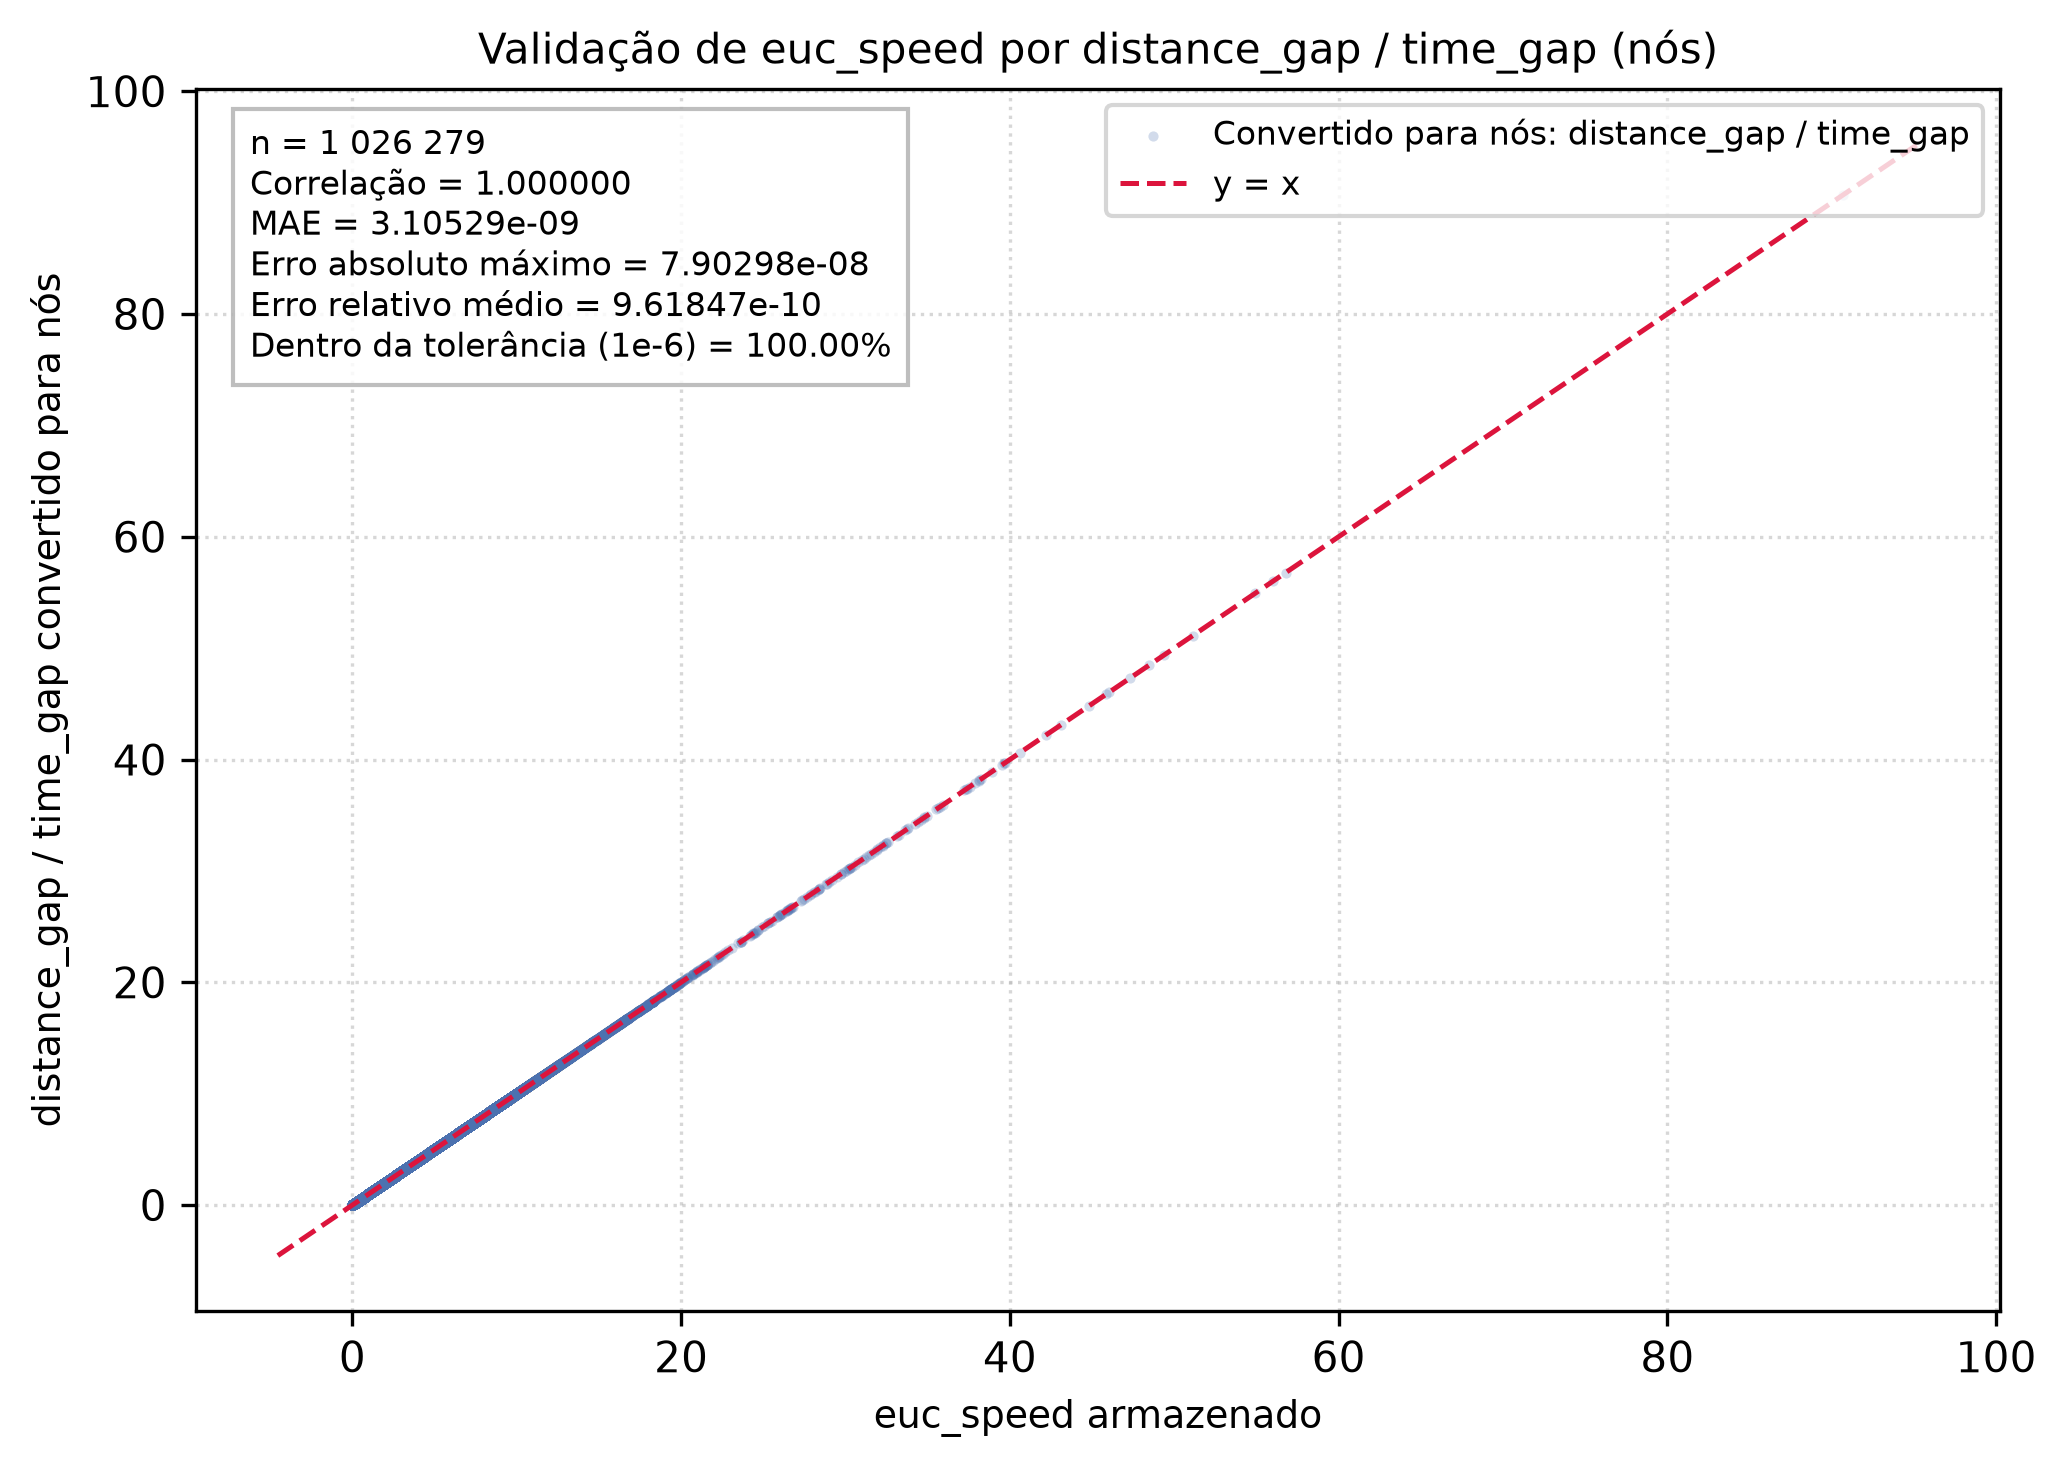 Validação de euc_speed por distance_gap / time_gap (nós)
n = 1 026 279
Correlação = 1.000000
MAE = 3.10529e-09
Erro absoluto máximo = 7.90298e-08
Erro relativo médio = 9.61847e-10
Dentro da tolerância (1e-6) = 100.00%
Convertido para nós: distance_gap / time_gap
y = x
distance_gap / time_gap convertido para nós
100
80
60
40
20
0
0 20 40 60 80 100
euc_speed armazenado